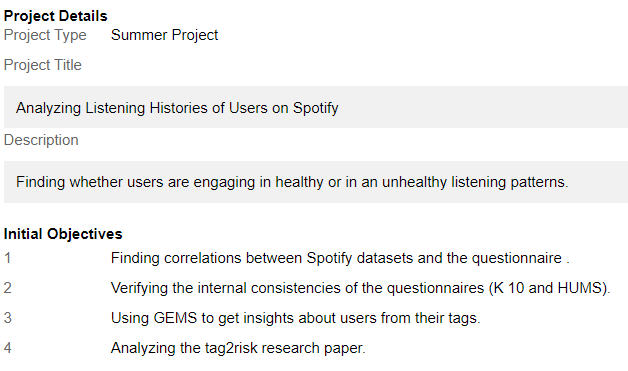 Project Details
Project Type Summer Project
Project Title
Analyzing Listening Histories of Users on Spotify
Description
Finding whether users are engaging in healthy or in an unhealthy listening patterns.
Initial Objectives
1 Finding correlations between Spotify datasets and the questionnaire .
2 Verifying the internal consistencies of the questionnaires (K 10 and HUMS).
3 Using GEMS to get insights about users from their tags.
4 Analyzing the tag2risk research paper.